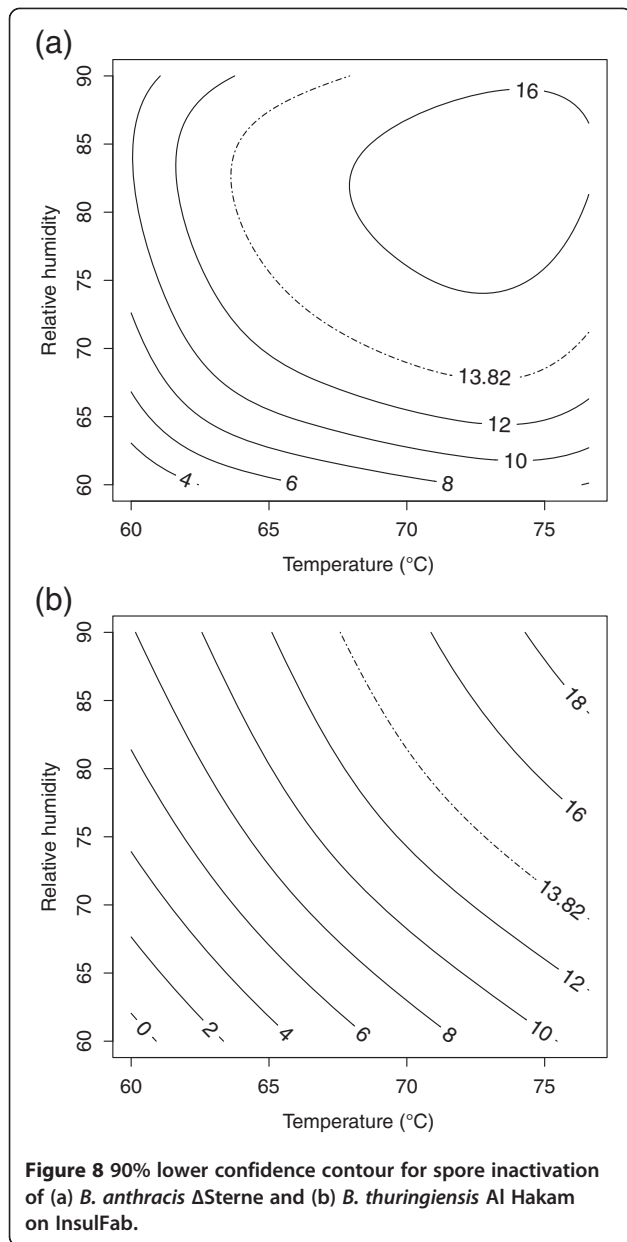 (a)
90
85
80
75
70
65
60
Relative humidity
16
13.82
12
10
8
6
4
60 65 70 75
Temperature (°C)
(b)
90
85
80
75
70
65
60
Relative humidity
18
16
13.82
12
10
8
6
4
2
0
60 65 70 75
Temperature (°C)
Figure 8 90% lower confidence contour for spore inactivation
of (a) B. anthracis ΔSterne and (b) B. thuringiensis Al Hakam
on InsulFab.